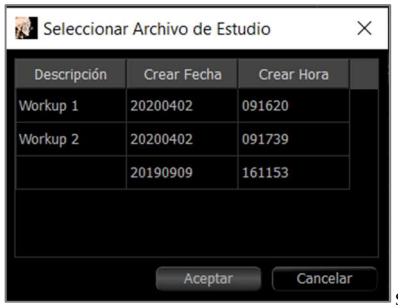 Seleccionar Archivo de Estudio
Descripción Crear Fecha Crear Hora
Workup 1 20200402 091620
Workup 2 20200402 091739
20190909 161153
Aceptar Cancelar